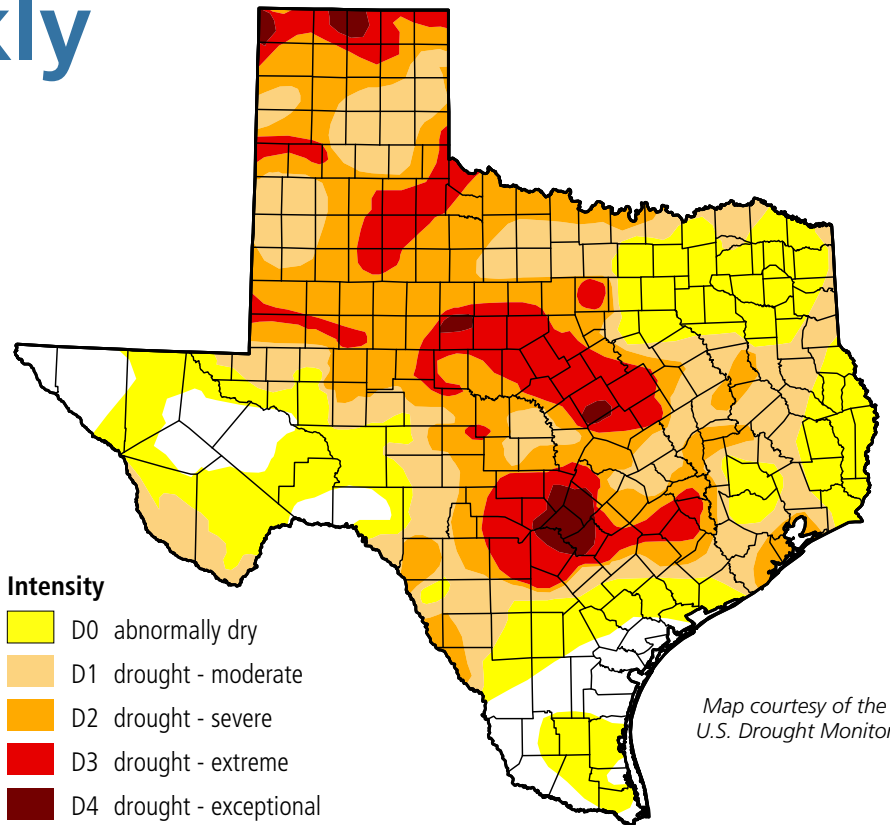 kly
Intensity
D0 abnormally dry
D1 drought - moderate
D2 drought - severe
D3 drought - extreme
D4 drought - exceptional
Map courtesy of the
U.S. Drought Monitor